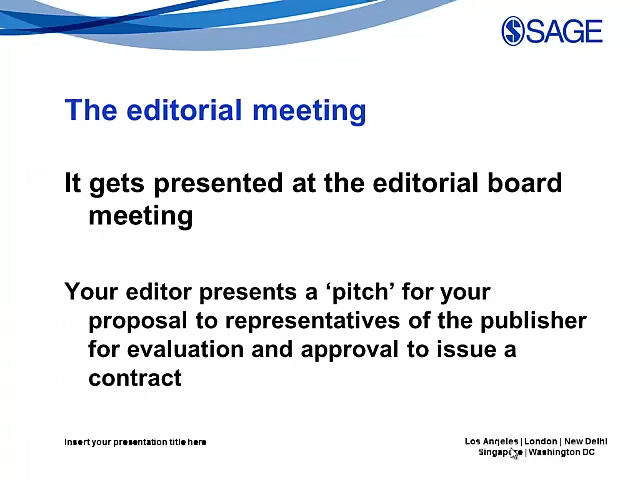 SAGE
The editorial meeting
It gets presented at the editorial board
meeting
Your editor presents a ‘pitch’ for your
proposal to representatives of the publisher
for evaluation and approval to issue a
contract
Insert your presentation title here
Los Angeles | London | New Delhi
Singapore | Washington DC